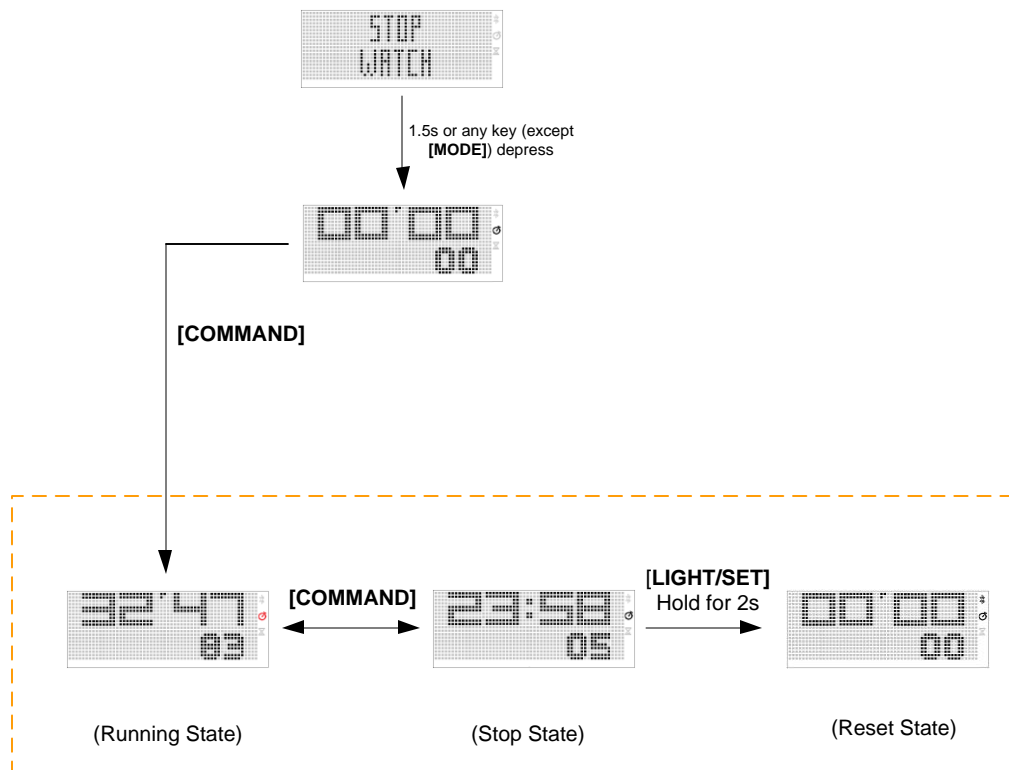 STOP
WATCH
1.5s or any key (except
[MODE]) depress
00'00
00
[COMMAND]
32'47
83
[COMMAND]
23:58
05
[LIGHT/SET]
Hold for 2s
00'00
00
(Running State)
(Stop State)
(Reset State)